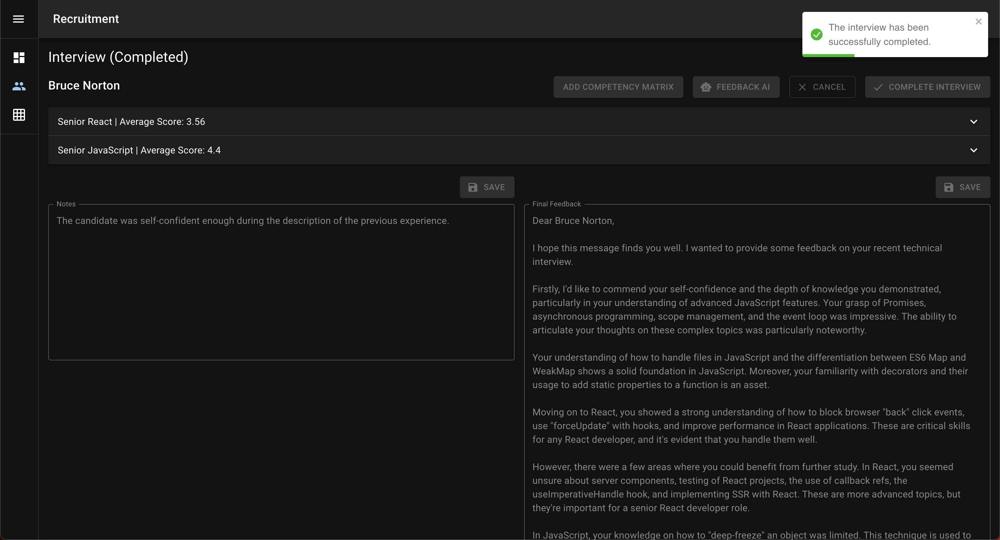 Recruitment
The interview has been
successfully completed.
Interview (Completed)
Bruce Norton
ADD COMPETENCY MATRIX
FEEDBACK AI
CANCEL
COMPLETE INTERVIEW
Senior React | Average Score: 3.56
Senior JavaScript | Average Score: 4.4
SAVE
SAVE
Notes
The candidate was self-confident enough during the description of the previous experience.
Final Feedback
Dear Bruce Norton,
I hope this message finds you well. I wanted to provide some feedback on your recent technical
interview.
Firstly, I'd like to commend your self-confidence and the depth of knowledge you demonstrated,
particularly in your understanding of advanced JavaScript features. Your grasp of Promises,
asynchronous programming, scope management, and the event loop was impressive. The ability to
articulate your thoughts on these complex topics was particularly noteworthy.
Your understanding of how to handle files in JavaScript and the differentiation between ES6 Map and
WeakMap shows a solid foundation in JavaScript. Moreover, your familiarity with decorators and their
usage to add static properties to a function is an asset.
Moving on to React, you showed a strong understanding of how to block browser "back" click events,
use "forceUpdate" with hooks, and improve performance in React applications. These are critical skills
for any React developer, and it's evident that you handle them well.
However, there were a few areas where you could benefit from further study. In React, you seemed
unsure about server components, testing of React projects, the use of callback refs, the
useImperativeHandle hook, and implementing SSR with React. These are more advanced topics, but
they're important for a senior React developer role.
In JavaScript, your knowledge on how to "deep-freeze" an object was limited. This technique is used to